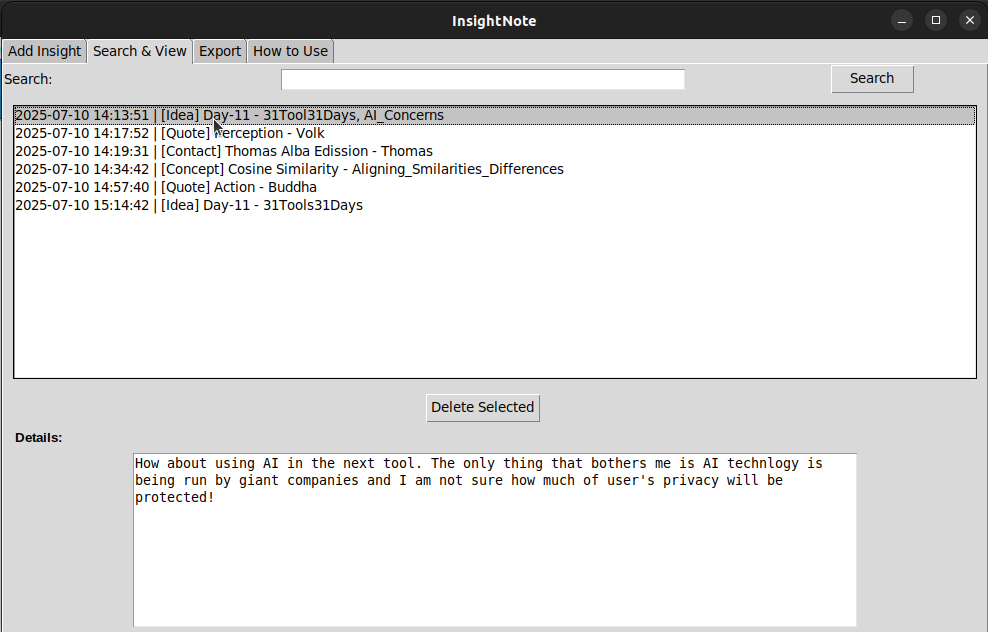 InsightNote
Add Insight Search & View Export How to Use
Search: Search
2025-07-10 14:13:51 | [Idea] Day-11 - 31Tool31Days, AI_Concerns
2025-07-10 14:17:52 | [Quote] Perception - Volk
2025-07-10 14:19:31 | [Contact] Thomas Alba Edission - Thomas
2025-07-10 14:34:42 | [Concept] Cosine Similarity - Aligning_Smilarities_Differences
2025-07-10 14:57:40 | [Quote] Action - Buddha
2025-07-10 15:14:42 | [Idea] Day-11 - 31Tools31Days
Delete Selected
Details:
How about using AI in the next tool. The only thing that bothers me is AI technlogy is
being run by giant companies and I am not sure how much of user's privacy will be
protected!